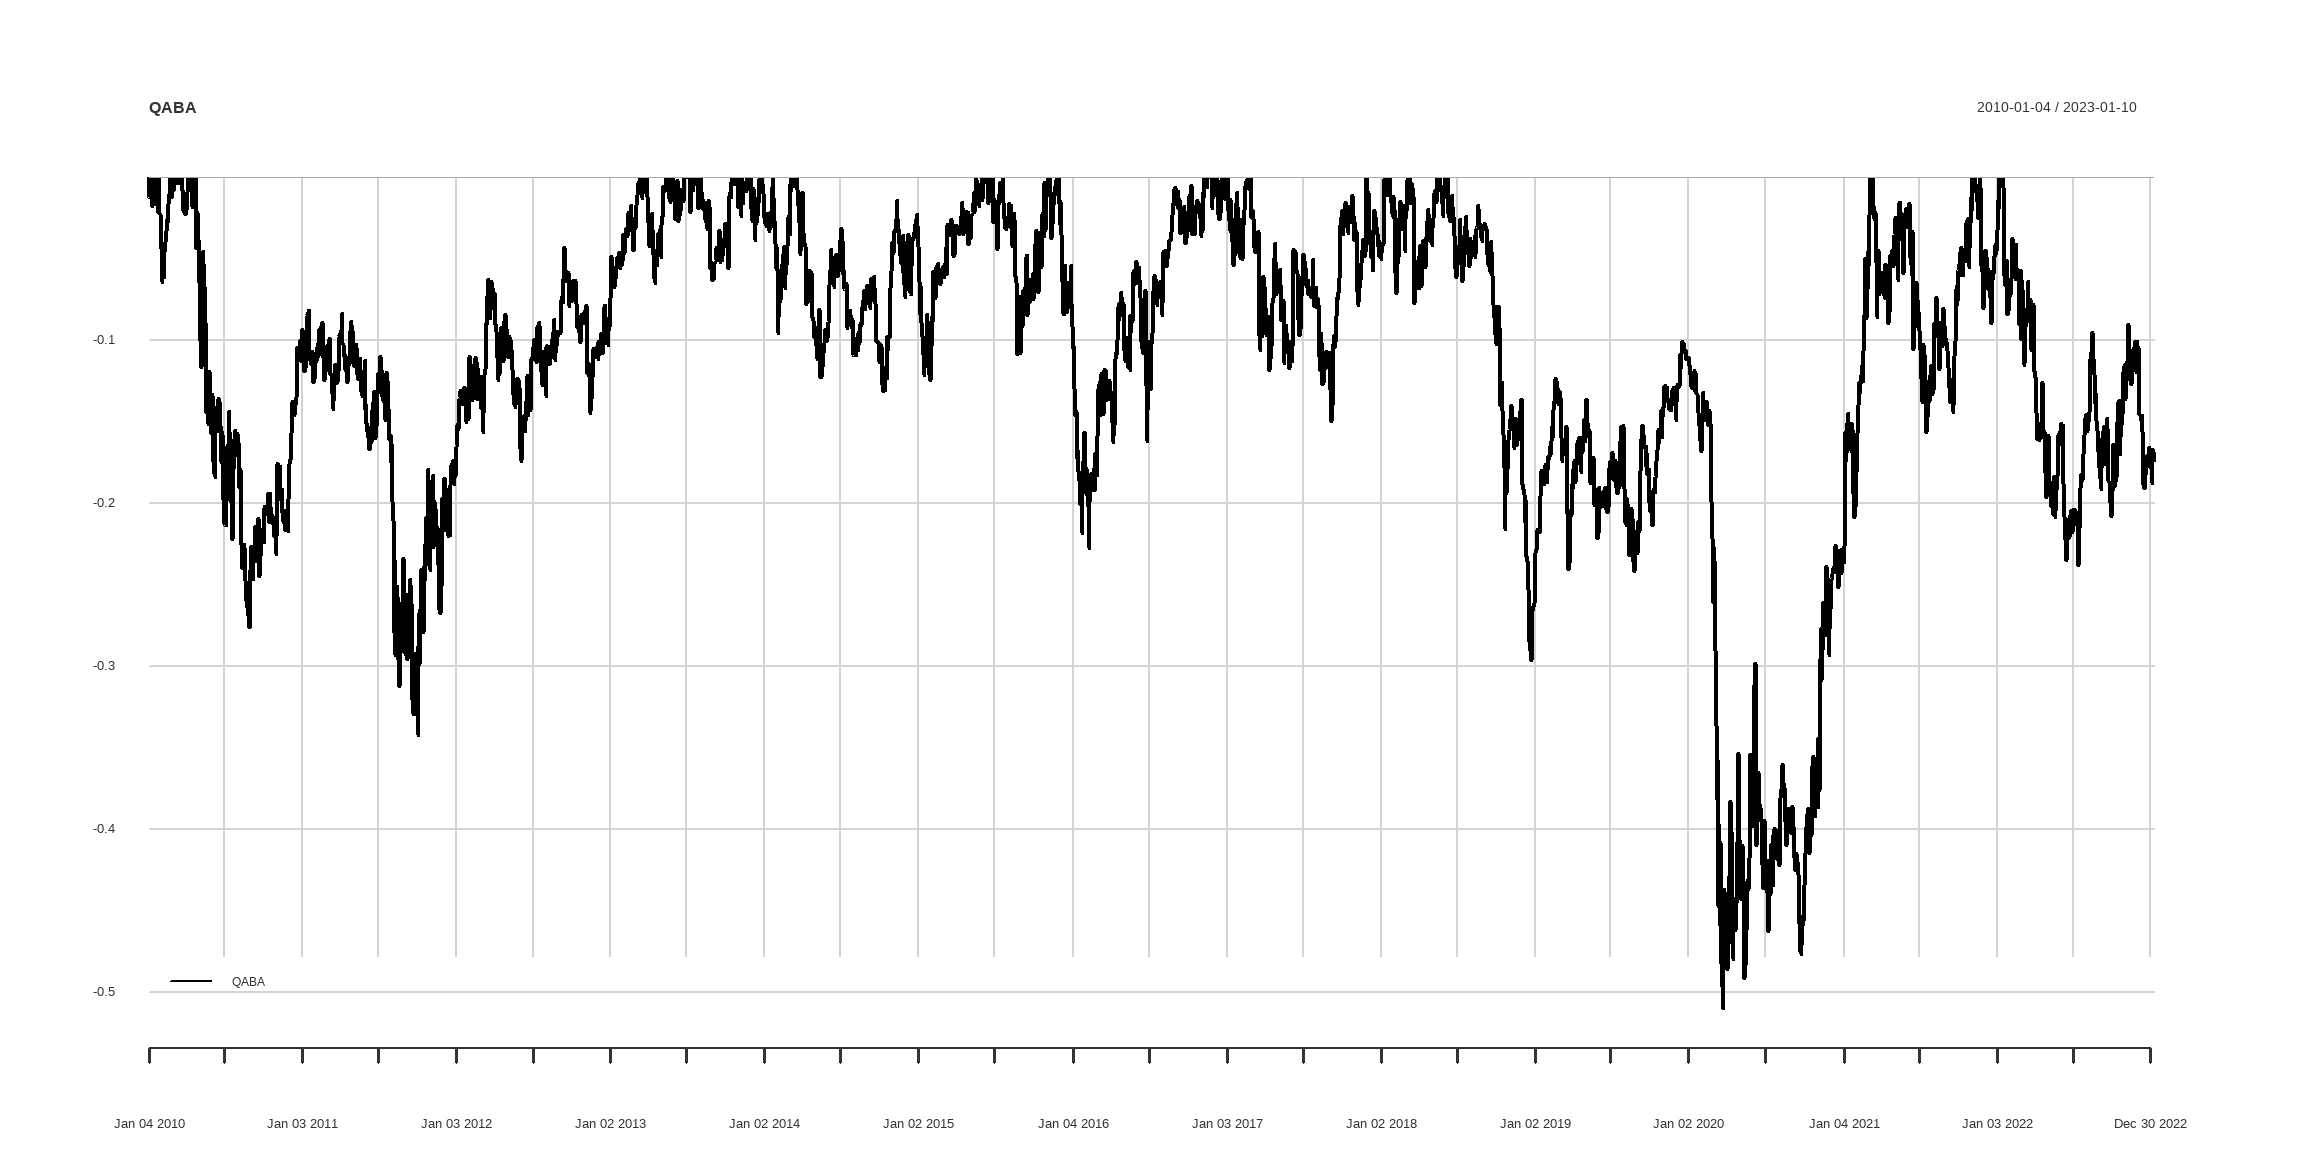 QABA
2010-01-04 / 2023-01-10
-0.1
-0.2
-0.3
-0.4
-0.5
QABA
Jan 04 2010
Jan 03 2011
Jan 03 2012
Jan 02 2013
Jan 02 2014
Jan 02 2015
Jan 04 2016
Jan 03 2017
Jan 02 2018
Jan 02 2019
Jan 02 2020
Jan 04 2021
Jan 03 2022
Dec 30 2022